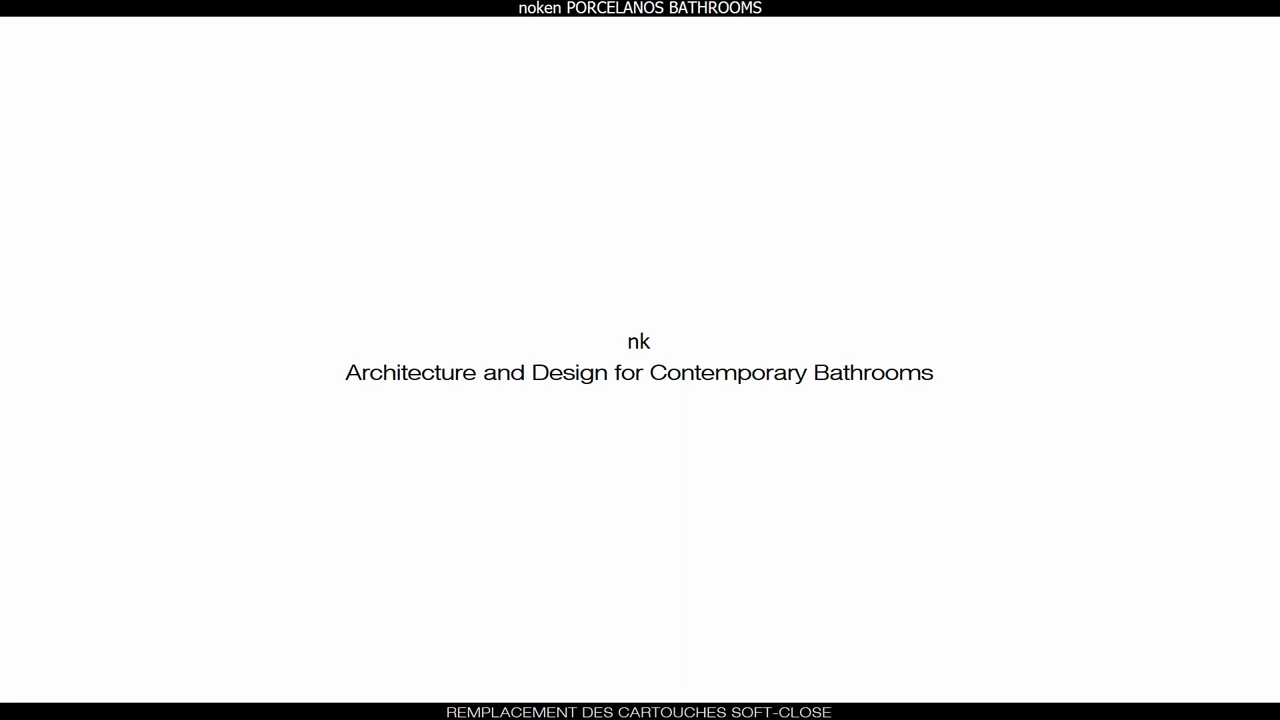 noken PORCELANOS BATHROOMS
nk
Architecture and Design for Contemporary Bathrooms
REMPLACEMENT DES CARTOUCHES SOFT-CLOSE